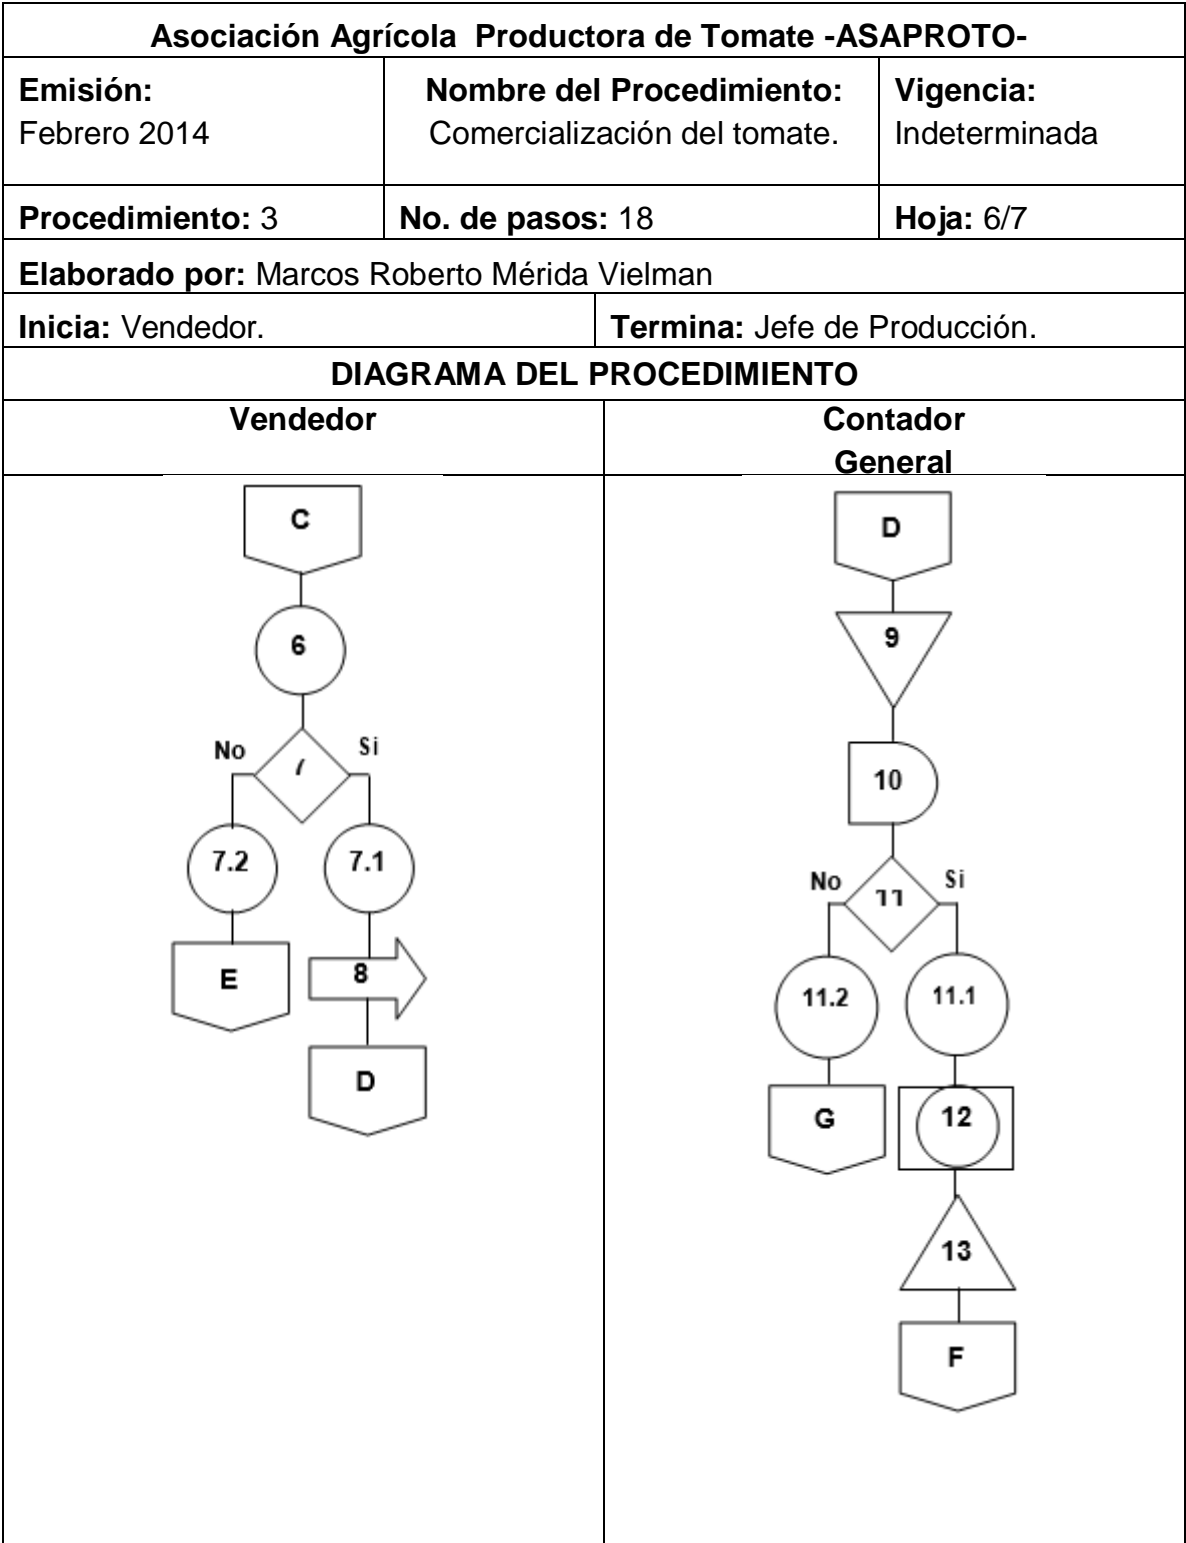 Asociación Agrícola Productora de Tomate -ASAPROTO-
Emisión:
Febrero 2014
Nombre del Procedimiento:
Comercialización del tomate.
Vigencia:
Indeterminada
Procedimiento: 3
No. de pasos: 18
Hoja: 6/7
Elaborado por: Marcos Roberto Mérida Vielman
Inicia: Vendedor.
Termina: Jefe de Producción.
DIAGRAMA DEL PROCEDIMIENTO
Vendedor
C
6
No
7
Si
7.2
7.1
E
8
D
Contador
General
D
9
10
No
11
Si
11.2
11.1
G
12
13
F